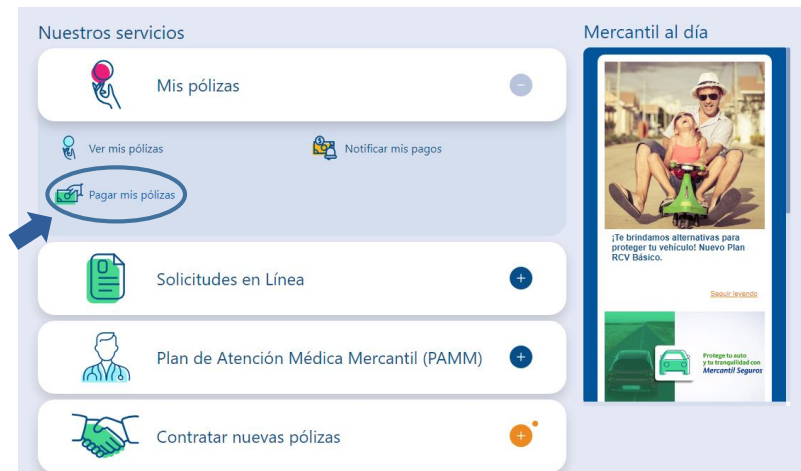 Nuestros servicios
Mis pólizas
Ver mis pólizas
Notificar mis pagos
Pagar mis pólizas
Solicitudes en Línea
Plan de Atención Médica Mercantil (PAMM)
Contratar nuevas pólizas
Mercantil al día
¡Te brindamos alternativas para
proteger tu vehículo! Nuevo Plan
RCV Básico.
Seguir leyendo
Protege tu auto
y tu tranquilidad con
Mercantil Seguros